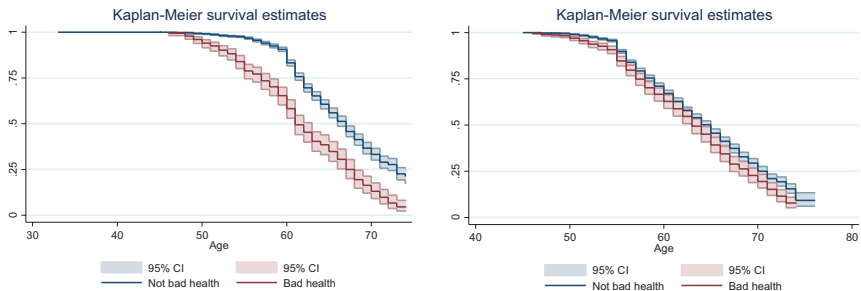 Kaplan-Meier survival estimates
1
.75
.5
.25
0
30
40
50
60
70
Age
95% CI
95% CI
Not bad health
Bad health
Kaplan-Meier survival estimates
1
.75
.5
.25
0
40
50
60
70
80
Age
95% CI
95% CI
Not bad health
Bad health